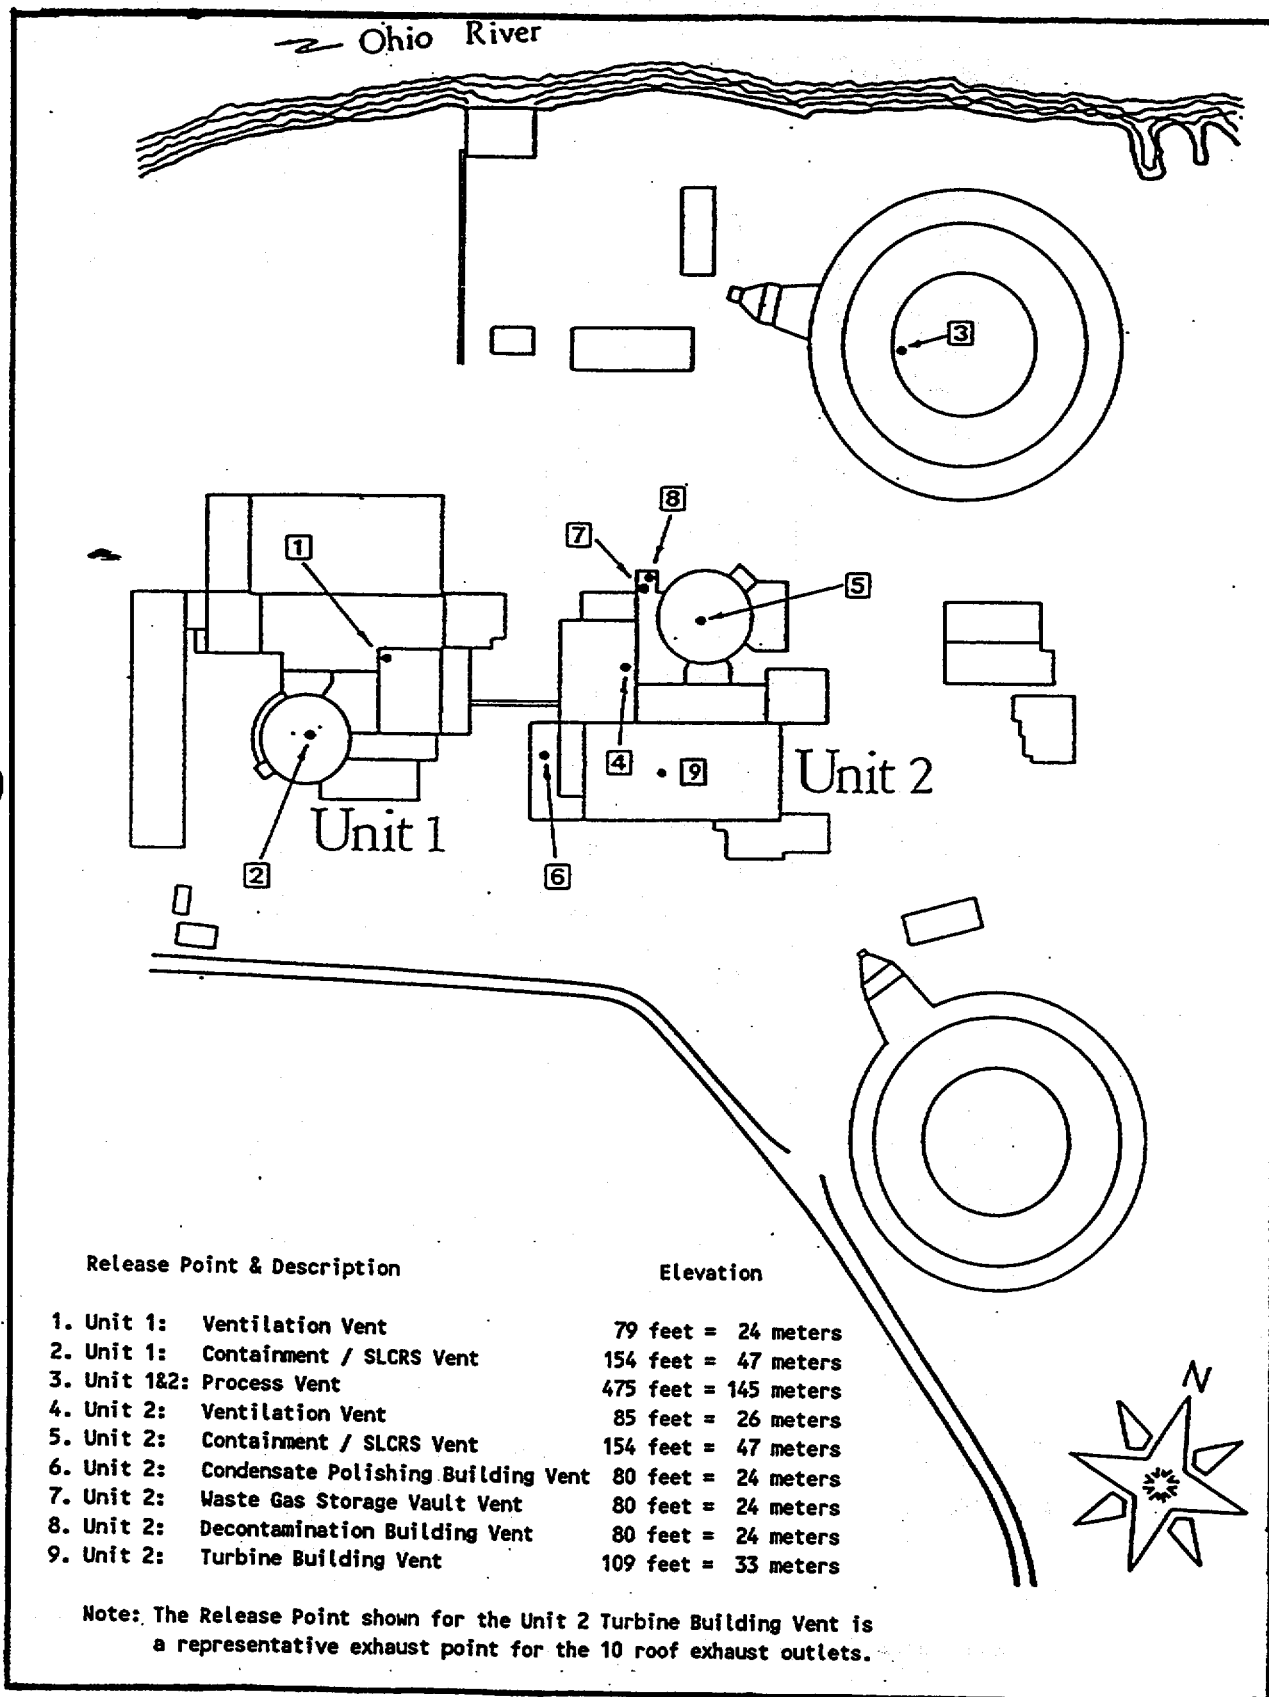 Ohio River
3
8
7
1
5
4
9
Unit 2
Unit 1
2
6
Release Point & Description Elevation
1. Unit 1: Ventilation Vent 79 feet = 24 meters
2. Unit 1: Containment / SLCRS Vent 154 feet = 47 meters
3. Unit 1&2: Process Vent 475 feet = 145 meters
4. Unit 2: Ventilation Vent 85 feet = 26 meters
5. Unit 2: Containment / SLCRS Vent 154 feet = 47 meters
6. Unit 2: Condensate Polishing Building Vent 80 feet = 24 meters
7. Unit 2: Waste Gas Storage Vault Vent 80 feet = 24 meters
8. Unit 2: Decontamination Building Vent 80 feet = 24 meters
9. Unit 2: Turbine Building Vent 109 feet = 33 meters
N
Note: The Release Point shown for the Unit 2 Turbine Building Vent is
a representative exhaust point for the 10 roof exhaust outlets.